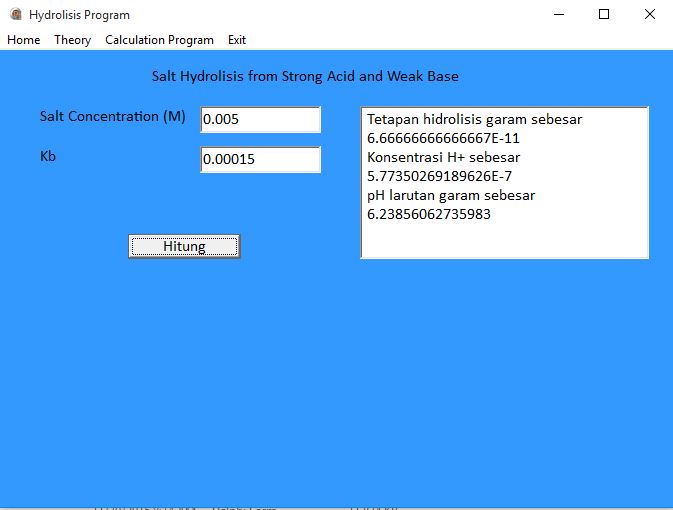 Hydrolisis Program
Home Theory Calculation Program Exit
Salt Hydrolisis from Strong Acid and Weak Base
Salt Concentration (M)
0.005
Kb
0.00015
Hitung
Tetapan hidrolisis garam sebesar
6.66666666666667E-11
Konsentrasi H+ sebesar
5.77350269189626E-7
pH larutan garam sebesar
6.23856062735983